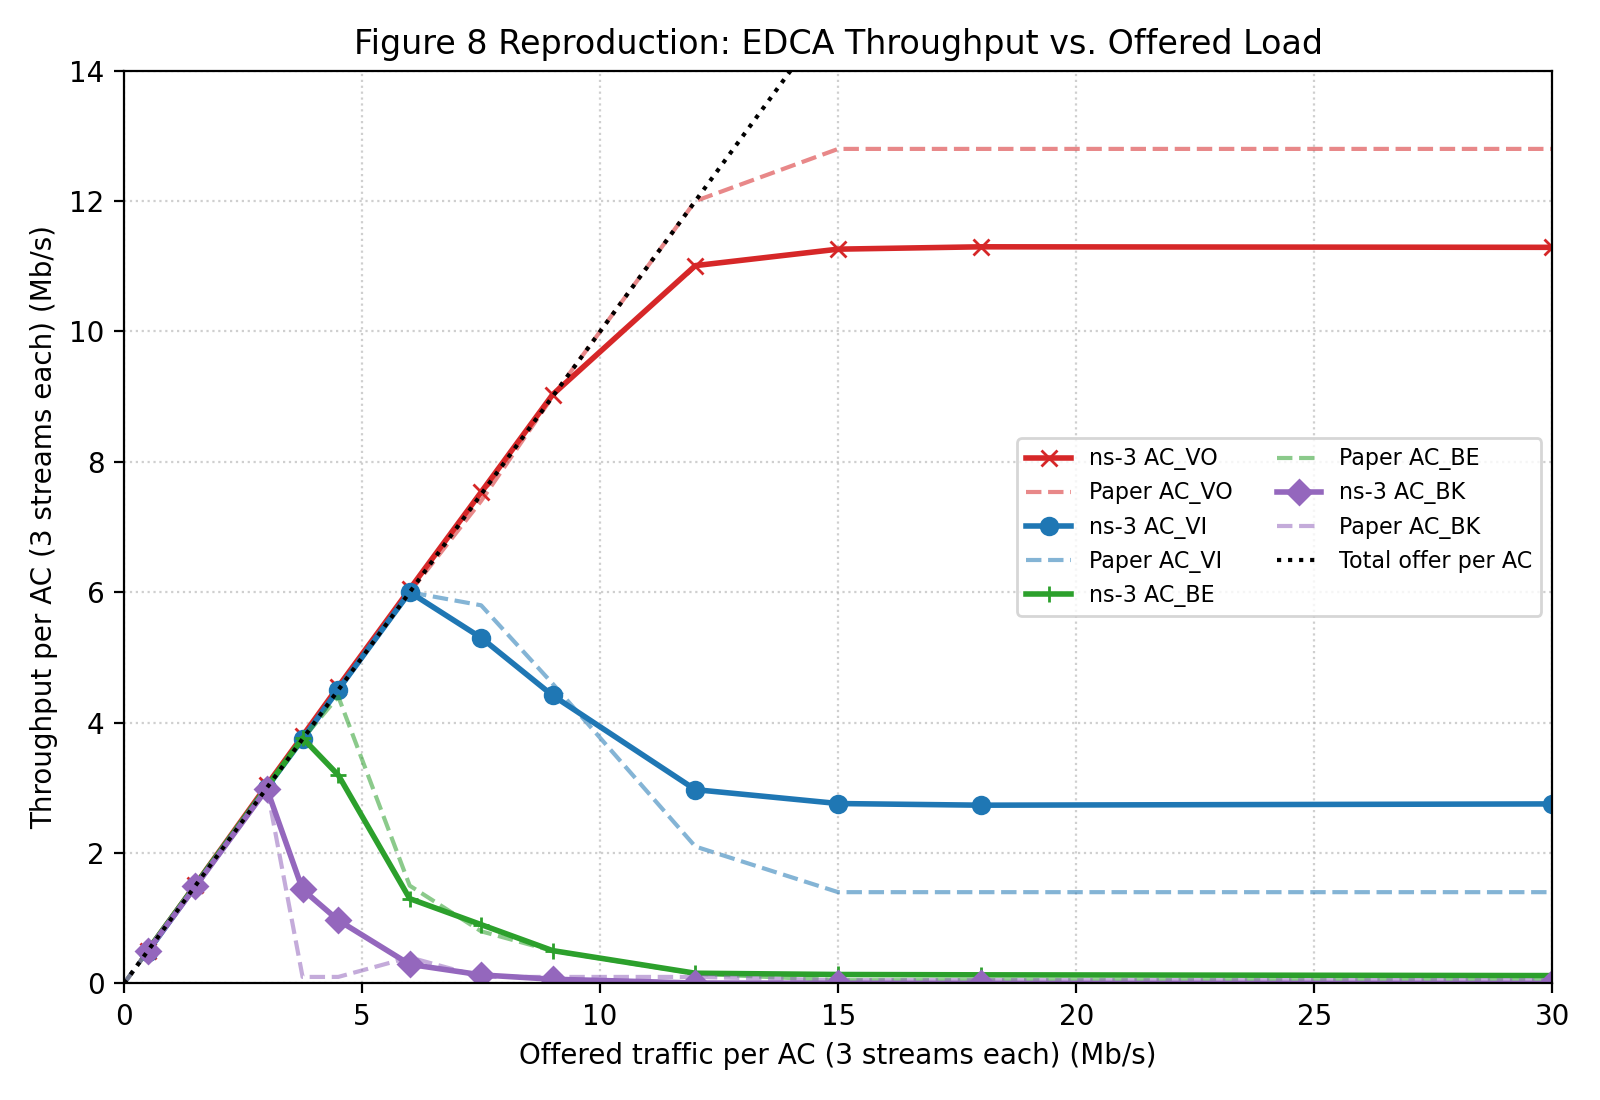 Figure 8 Reproduction: EDCA Throughput vs. Offered Load
Throughput per AC (3 streams each) (Mb/s)
14
12
10
8
6
4
2
0
ns-3 AC_VO
Paper AC_VO
ns-3 AC_VI
Paper AC_VI
ns-3 AC_BE
Paper AC_BE
ns-3 AC_BK
Paper AC_BK
Total offer per AC
0 5 10 15 20 25 30
Offered traffic per AC (3 streams each) (Mb/s)